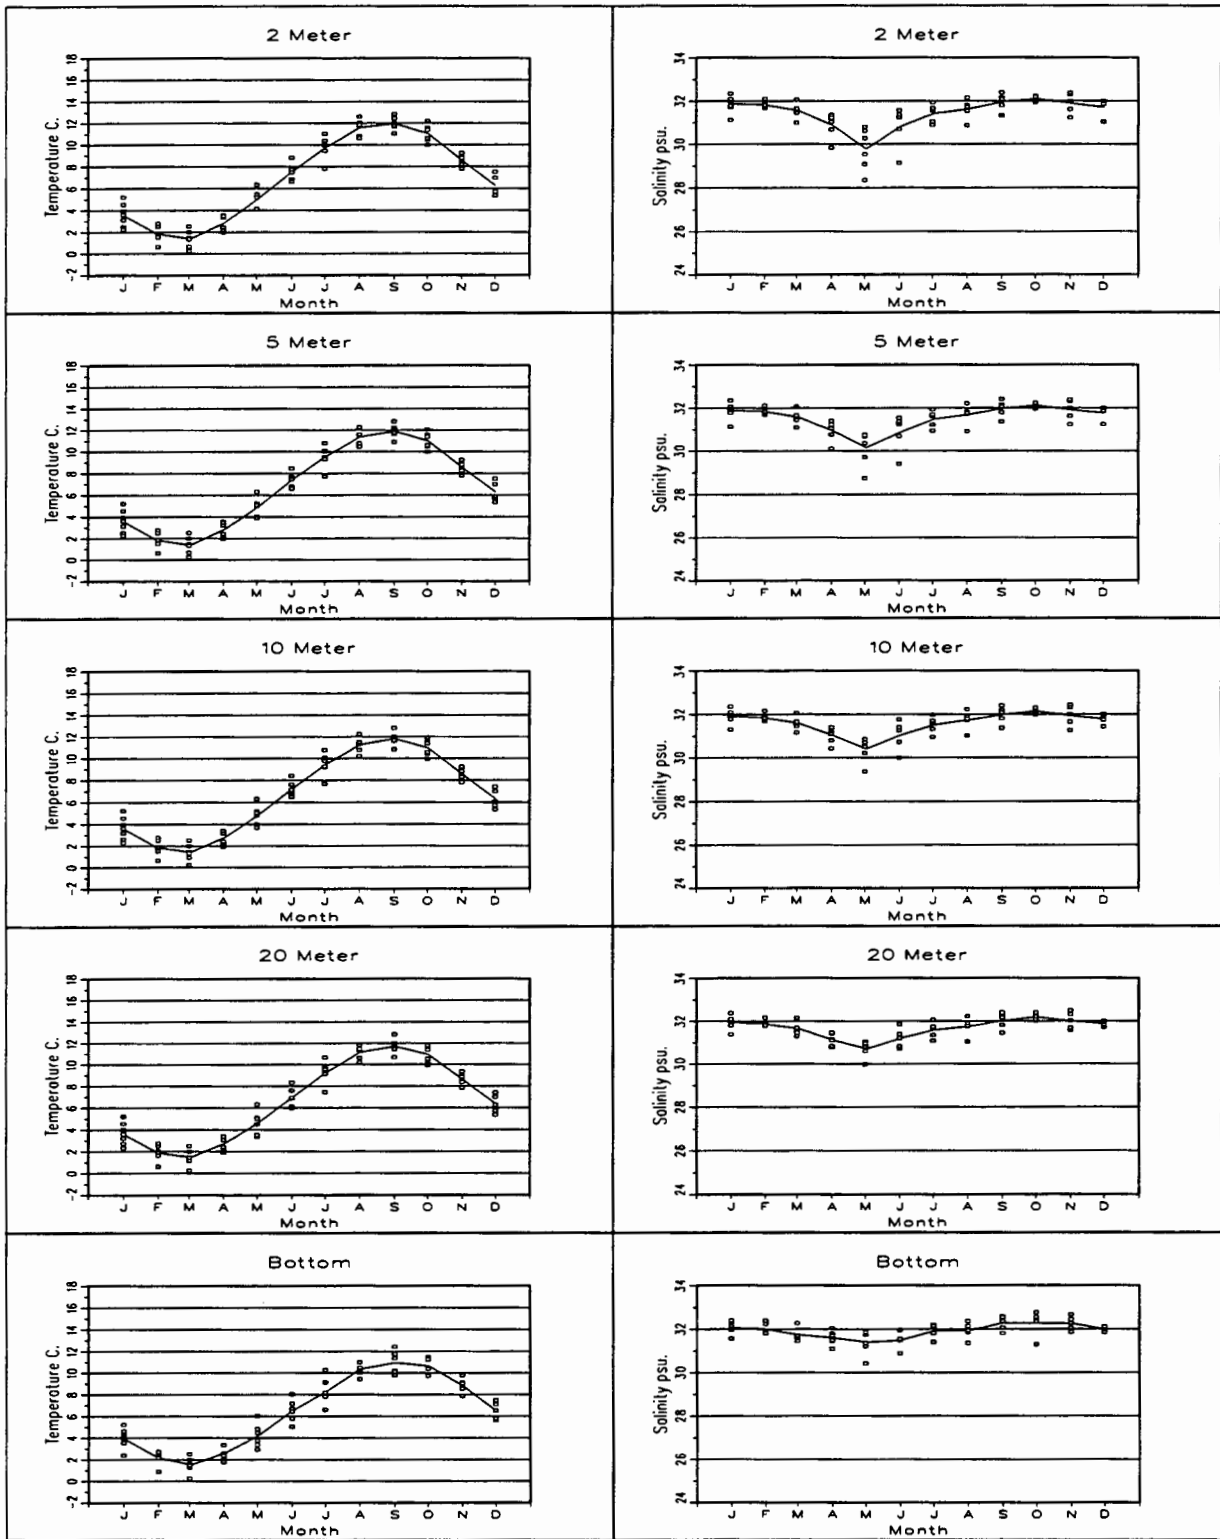 2 Meter
Temperature C.
18
16
14
12
10
8
6
4
2
0
-2
J F M A M J J A S O N D
Month
2 Meter
Salinity psu.
34
32
30
28
26
24
J F M A M J J A S O N D
Month
5 Meter
Temperature C.
18
16
14
12
10
8
6
4
2
0
-2
J F M A M J J A S O N D
Month
5 Meter
Salinity psu.
34
32
30
28
26
24
J F M A M J J A S O N D
Month
10 Meter
Temperature C.
18
16
14
12
10
8
6
4
2
0
-2
J F M A M J J A S O N D
Month
10 Meter
Salinity psu.
34
32
30
28
26
24
J F M A M J J A S O N D
Month
20 Meter
Temperature C.
18
16
14
12
10
8
6
4
2
0
-2
J F M A M J J A S O N D
Month
20 Meter
Salinity psu.
34
32
30
28
26
24
J F M A M J J A S O N D
Month
Bottom
Temperature C.
18
16
14
12
10
8
6
4
2
0
-2
J F M A M J J A S O N D
Month
Bottom
Salinity psu.
34
32
30
28
26
24
J F M A M J J A S O N D
Month